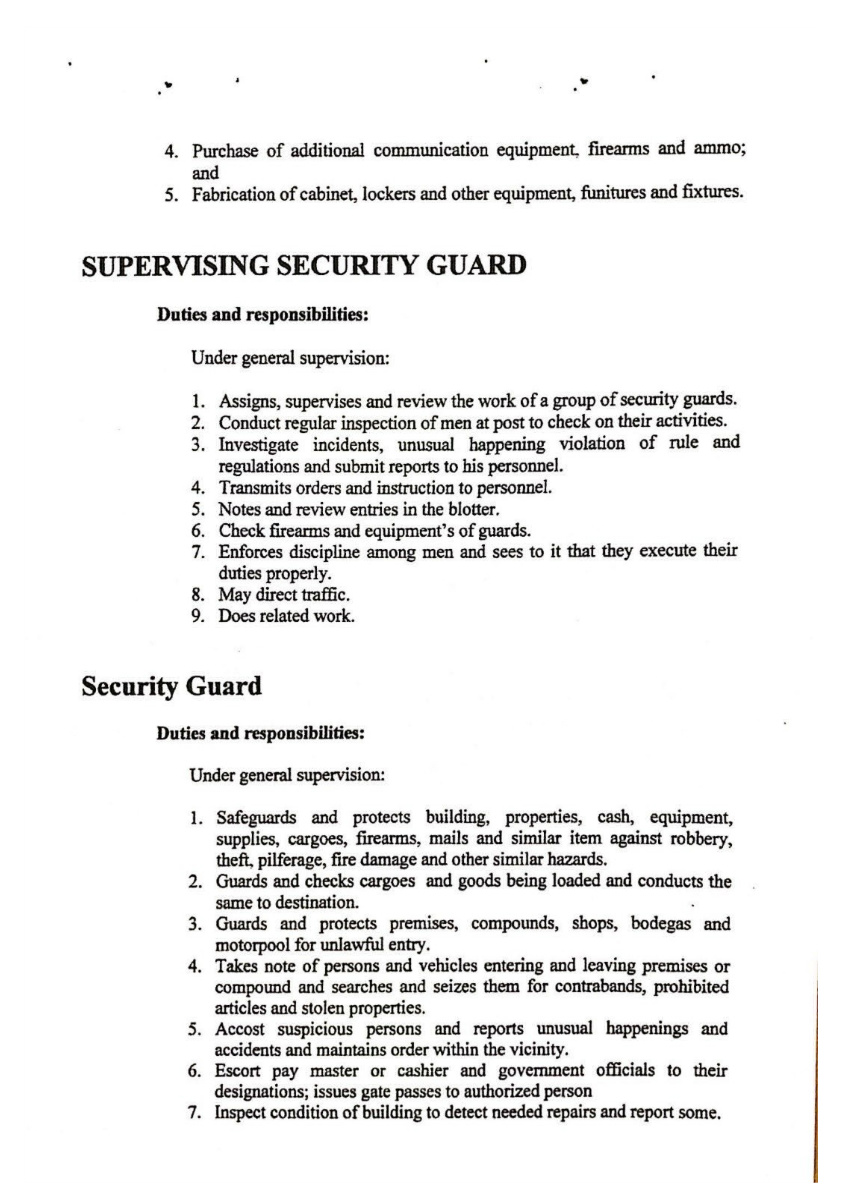 4. Purchase of additional communication equipment, firearms and ammo;
and
5. Fabrication of cabinet, lockers and other equipment, funitures and fixtures.
SUPERVISING SECURITY GUARD
Duties and responsibilities:
Under general supervision:
1. Assigns, supervises and review the work of a group of security guards.
2. Conduct regular inspection of men at post to check on their activities.
3. Investigate incidents, unusual happening violation of rule and
regulations and submit reports to his personnel.
4. Transmits orders and instruction to personnel.
5. Notes and review entries in the blotter.
6. Check firearms and equipment's of guards.
7. Enforces discipline among men and sees to it that they execute their
duties properly.
8. May direct traffic.
9. Does related work.
Security Guard
Duties and responsibilities:
Under general supervision:
1. Safeguards and protects building, properties, cash, equipment,
supplies, cargoes, firearms, mails and similar item against robbery,
theft, pilferage, fire damage and other similar hazards.
2. Guards and checks cargoes and goods being loaded and conducts the
same to destination.
3. Guards and protects premises, compounds, shops, bodegas and
motorpool for unlawful entry.
4. Takes note of persons and vehicles entering and leaving premises or
compound and searches and seizes them for contrabands, prohibited
articles and stolen properties.
5. Accost suspicious persons and reports unusual happenings and
accidents and maintains order within the vicinity.
6. Escort pay master or cashier and government officials to their
designations; issues gate passes to authorized person
7. Inspect condition of building to detect needed repairs and report some.